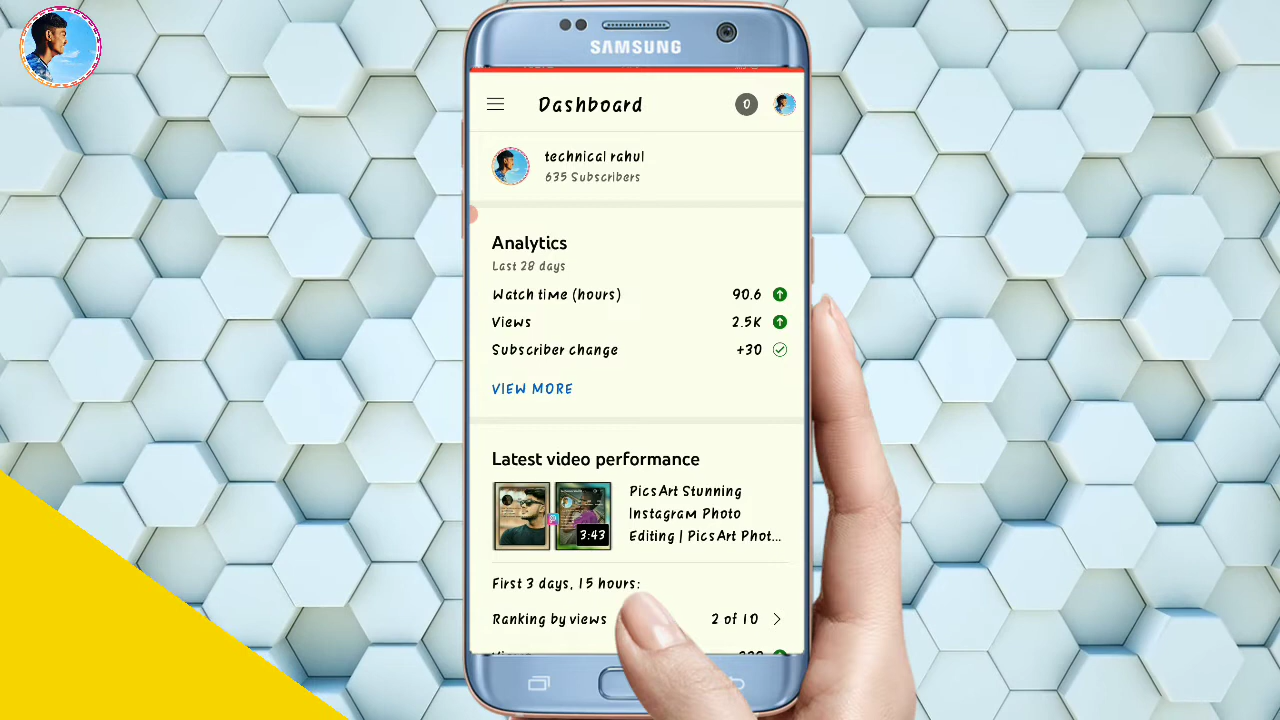 SAMSUNG
Dashboard
0
technical rahul
635 Subscribers
Analytics
Last 28 days
Watch time (hours) 90.6
Views 2.5K
Subscriber change +30
VIEW MORE
Latest video performance
PicsArt Stunning
Instagram Photo
Editing | PicsArt Phot...
3:43
First 3 days, 15 hours:
Ranking by views 2 of 10